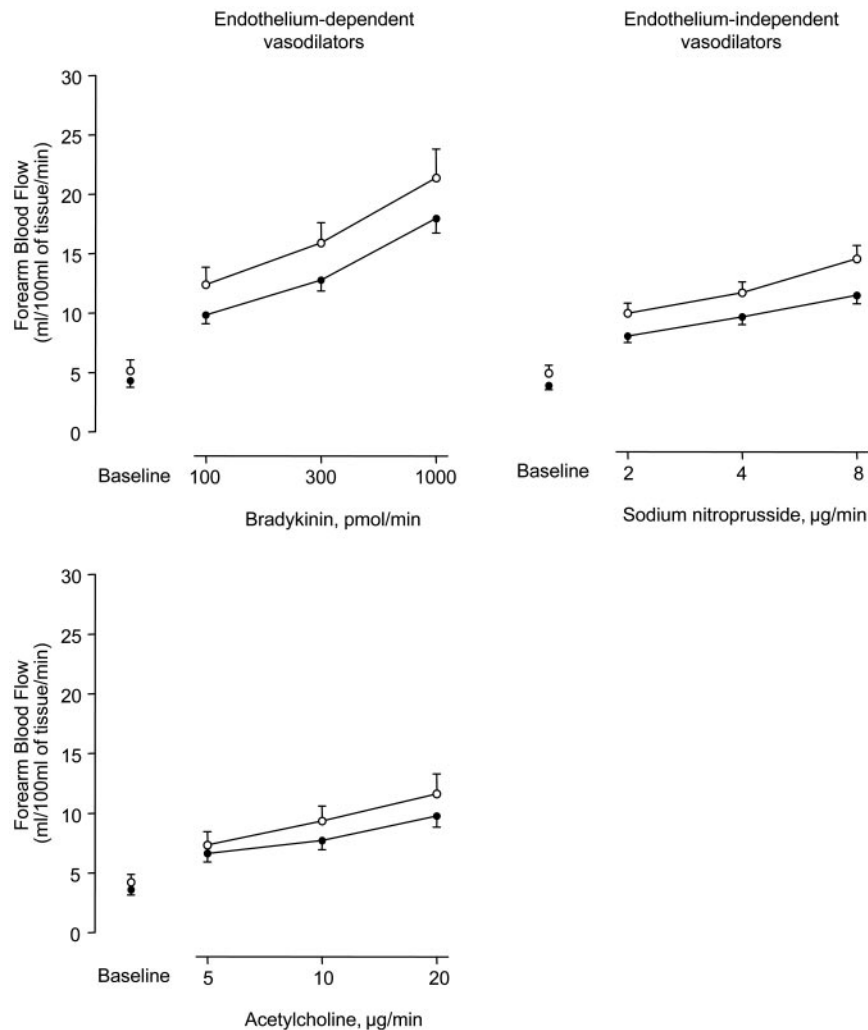 Endothelium-dependent
vasodilators
Endothelium-independent
vasodilators
Forearm Blood Flow
(ml/100ml of tissue/min)
30
25
20
15
10
5
0
Baseline
100
300
1000
Bradykinin, pmol/min
Baseline
2
4
8
Sodium nitroprusside, µg/min
Forearm Blood Flow
(ml/100ml of tissue/min)
30
25
20
15
10
5
0
Baseline
5
10
20
Acetylcholine, µg/min